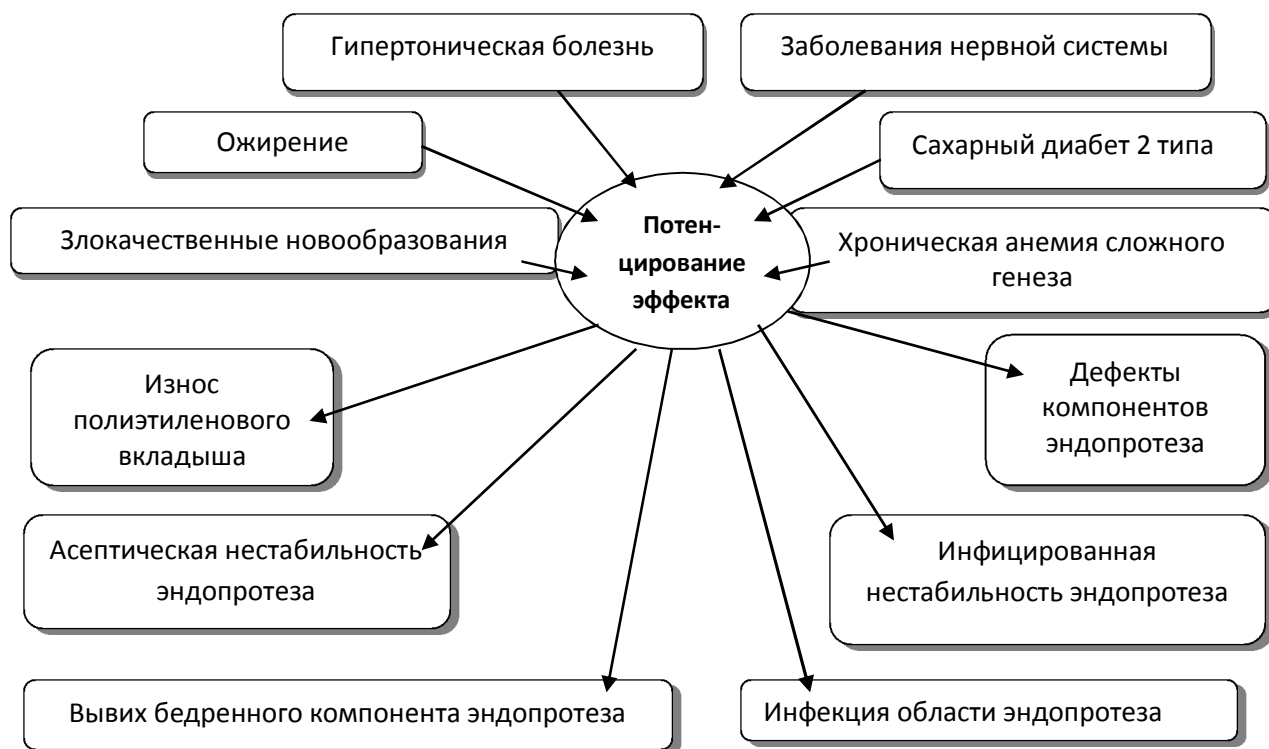 Гипертоническая болезнь
Заболевания нервной системы
Ожирение
Сахарный диабет 2 типа
Злокачественные новообразования
Потен-
цирование
эффекта
Хроническая анемия сложного
генеза
Износ
полиэтиленового
вкладыша
Дефекты
компонентов
эндопротеза
Асептическая нестабильность
эндопротеза
Инфицированная
нестабильность эндопротеза
Вывих бедренного компонента эндопротеза
Инфекция области эндопротеза